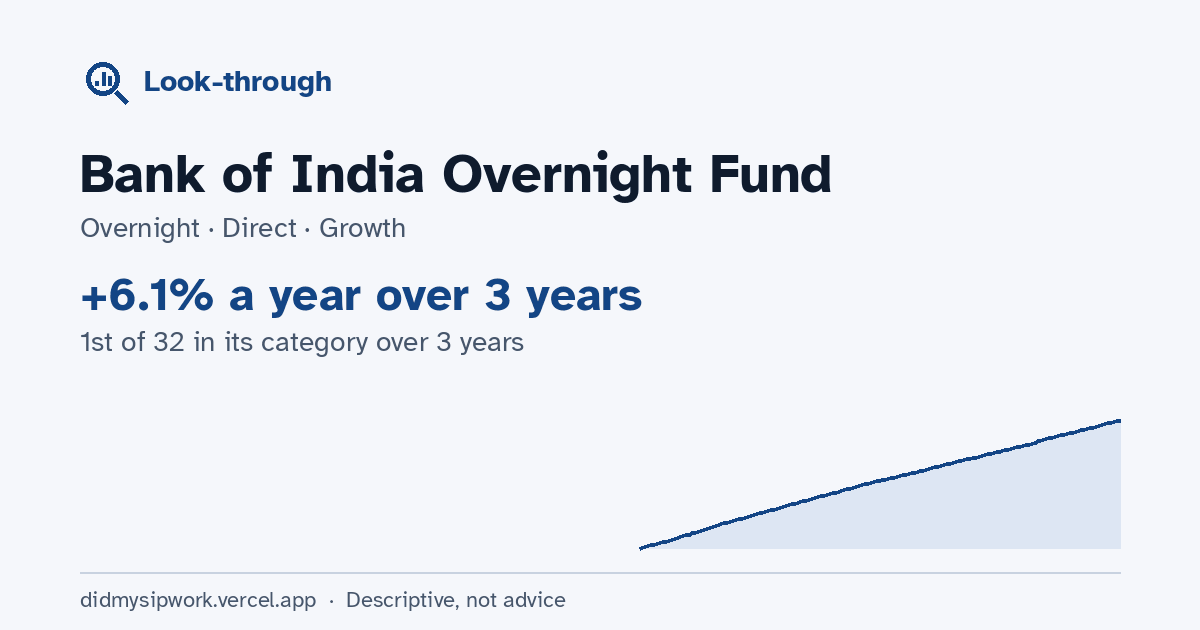 Look-through
Bank of India Overnight Fund
Overnight · Direct · Growth
+6.1% a year over 3 years
1st of 32 in its category over 3 years
didmysipwork.vercel.app · Descriptive, not advice